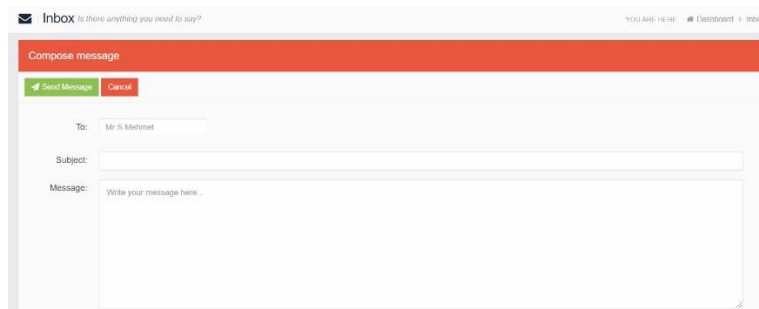 Inbox Is there anything you need to say?
YOU ARE HERE: Dashboard > Inbo
Compose message
Send Message Cancel
To: Mr S Mehmet
Subject:
Message: Write your message here...